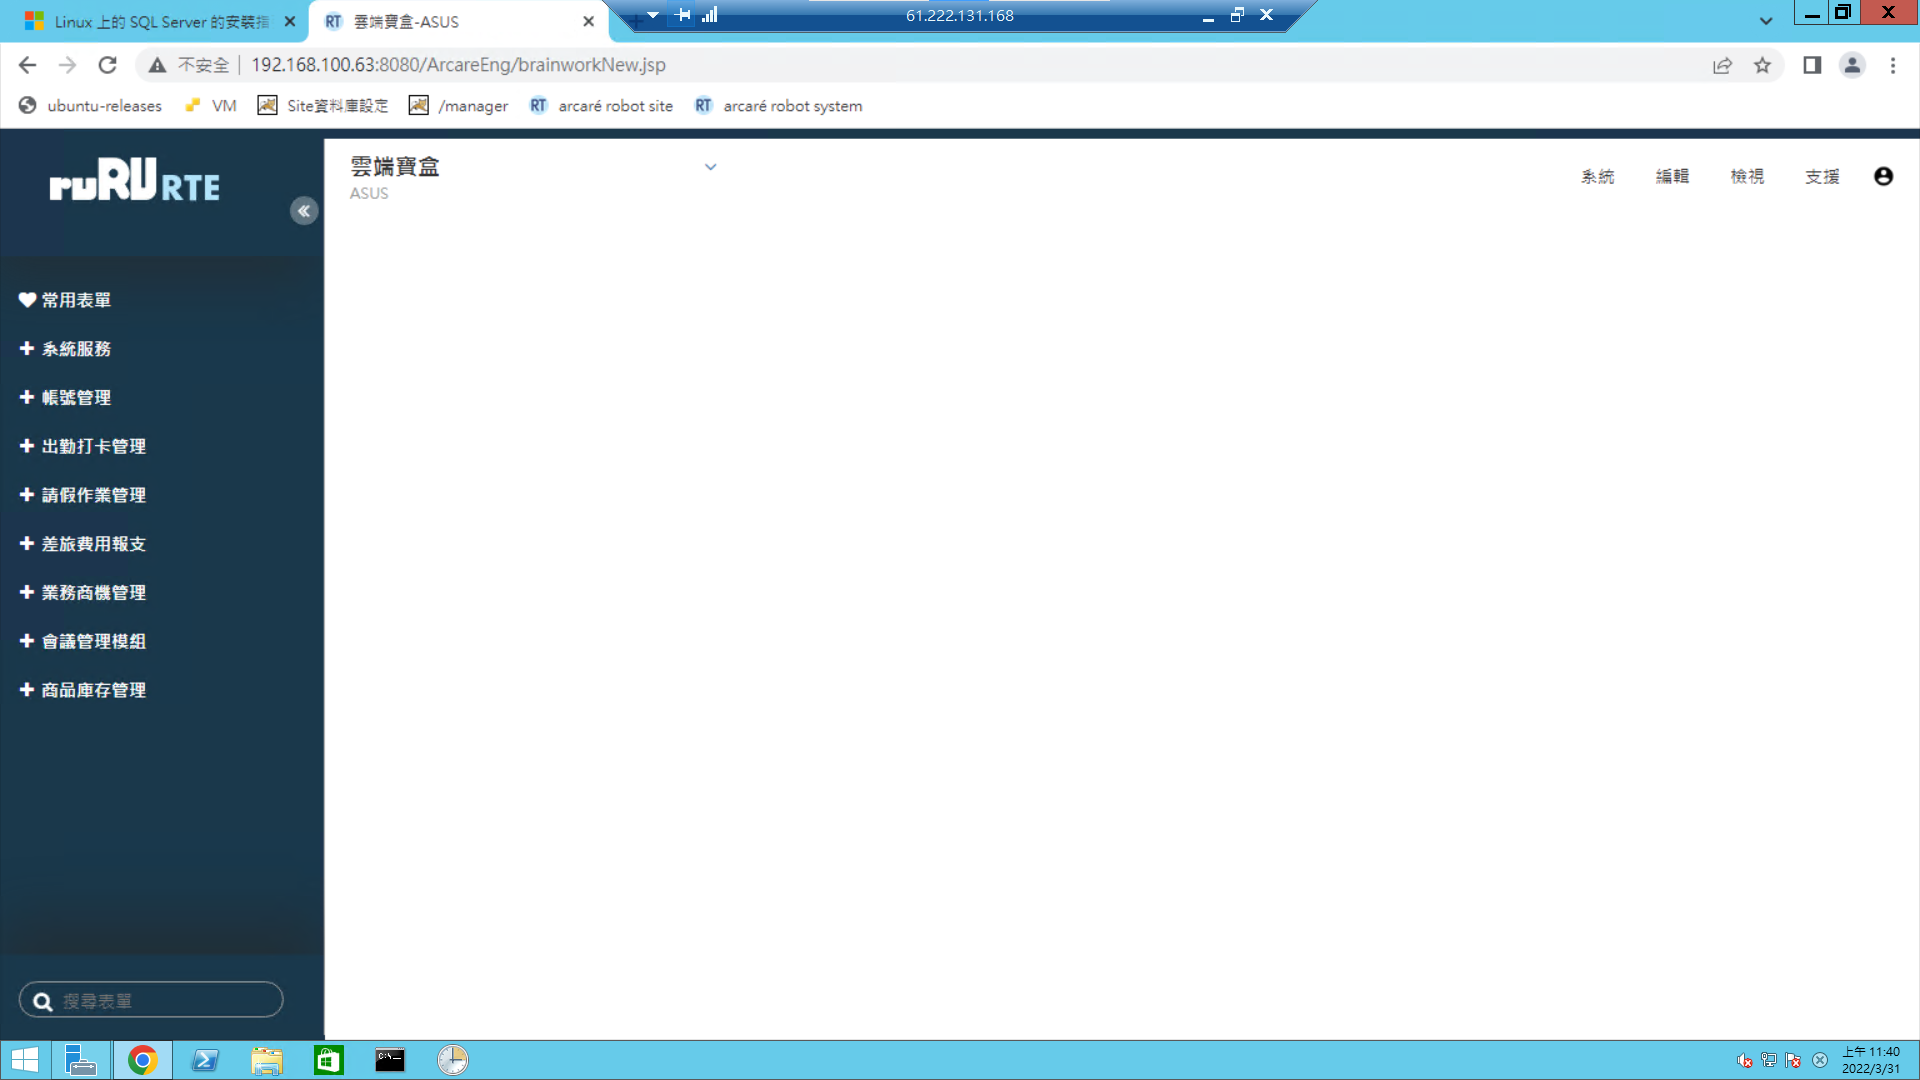 Linux 上的 SQL Server 的安裝指
雲端寶盒-ASUS
61.222.131.168
不安全
192.168.100.63:8080/ArcareEng/brainworkNew.jsp
ubuntu-releases
VM
Site資料庫設定
/manager
RT arcaré robot site
RT arcaré robot system
ruRU RTE
雲端寶盒
ASUS
系統
編輯
檢視
支援
常用表單
系統服務
帳號管理
出勤打卡管理
請假作業管理
差旅費用報支
業務商機管理
會議管理模組
商品庫存管理
搜尋表單
上午 11:40
2022/3/31